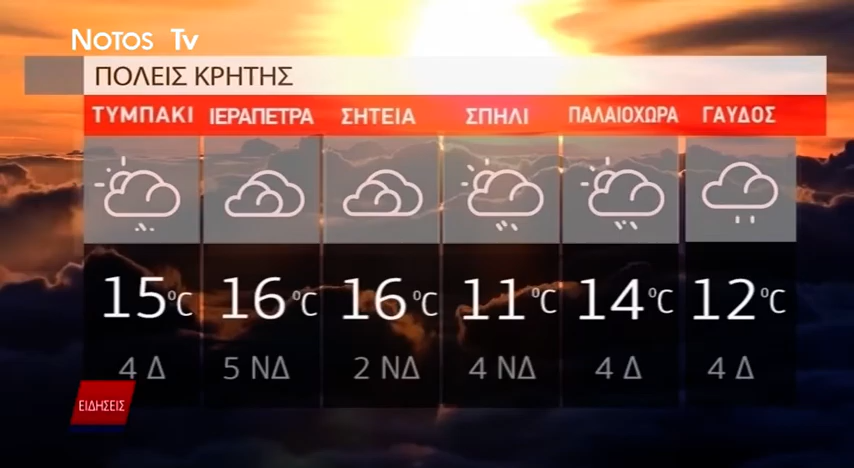 NOTOS TV
ΠΟΛΕΙΣ ΚΡΗΤΗΣ
ΤΥΜΠΑΚΙ ΙΕΡΑΠΕΤΡΑ ΣΗΤΕΙΑ ΣΠΗΛΙ ΠΑΛΑΙΟΧΩΡΑ ΓΑΥΔΟΣ
15°C 16°C 16°C 11°C 14°C 12°C
4 Δ 5 ΝΔ 2 ΝΔ 4 ΝΔ 4 Δ 4 Δ
ΕΙΔΗΣΕΙΣ